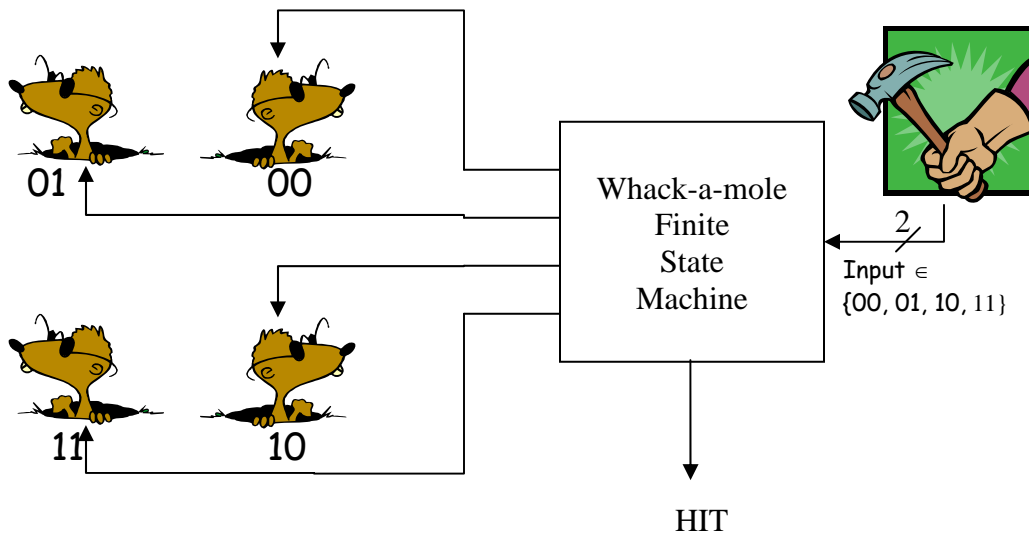 01
00
Whack-a-mole
Finite
State
Machine
2
Input ∈
{00, 01, 10, 11}
11
10
HIT